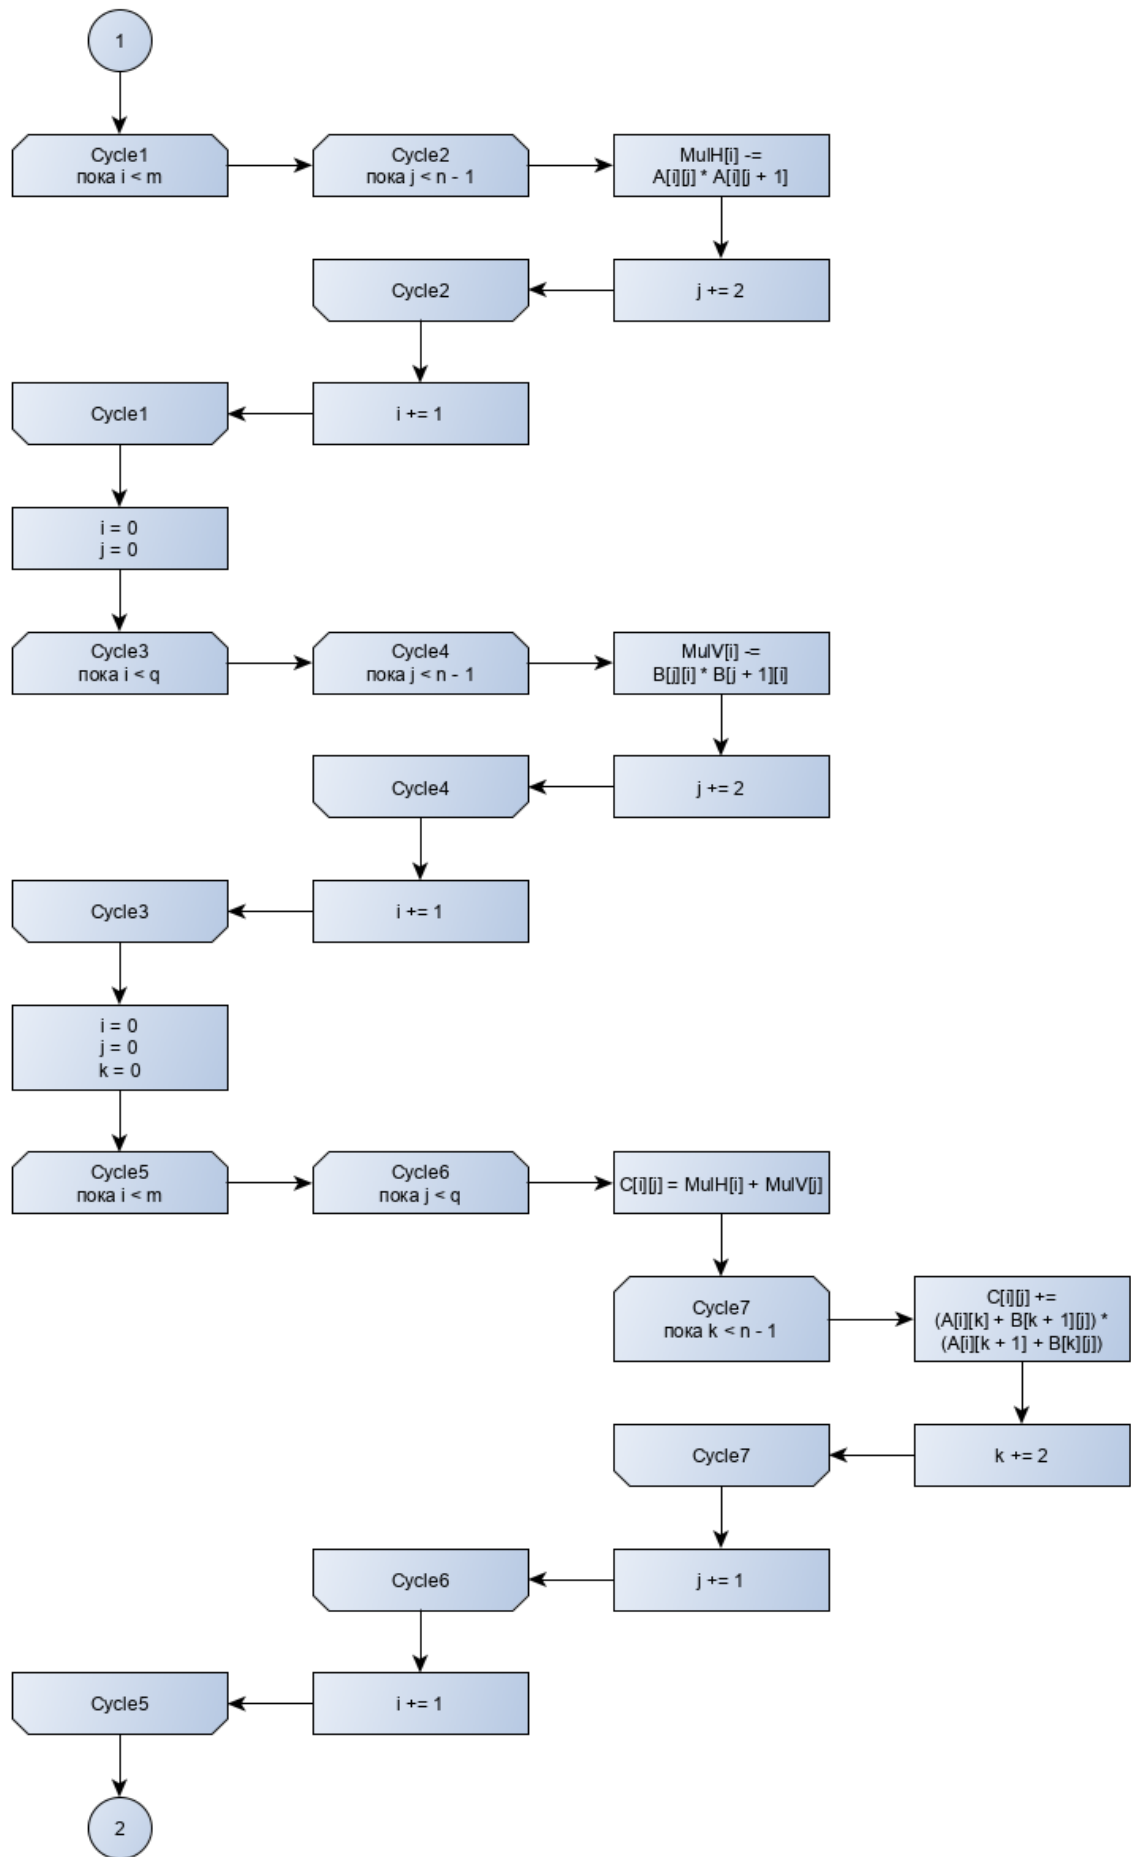 1
Cycle1
пока i < m
Cycle2
пока j < n - 1
MulH[i] -=
A[i][j] * A[i][j + 1]
j += 2
Cycle2
i += 1
Cycle1
i = 0
j = 0
Cycle3
пока i < q
Cycle4
пока j < n - 1
MulV[i] -=
B[j][i] * B[j + 1][i]
j += 2
Cycle4
i += 1
Cycle3
i = 0
j = 0
k = 0
Cycle5
пока i < m
Cycle6
пока j < q
C[i][j] = MulH[i] + MulV[j]
Cycle7
пока k < n - 1
C[i][j] +=
(A[i][k] + B[k + 1][j]) *
(A[i][k + 1] + B[k][j])
k += 2
Cycle7
j += 1
Cycle6
i += 1
Cycle5
2